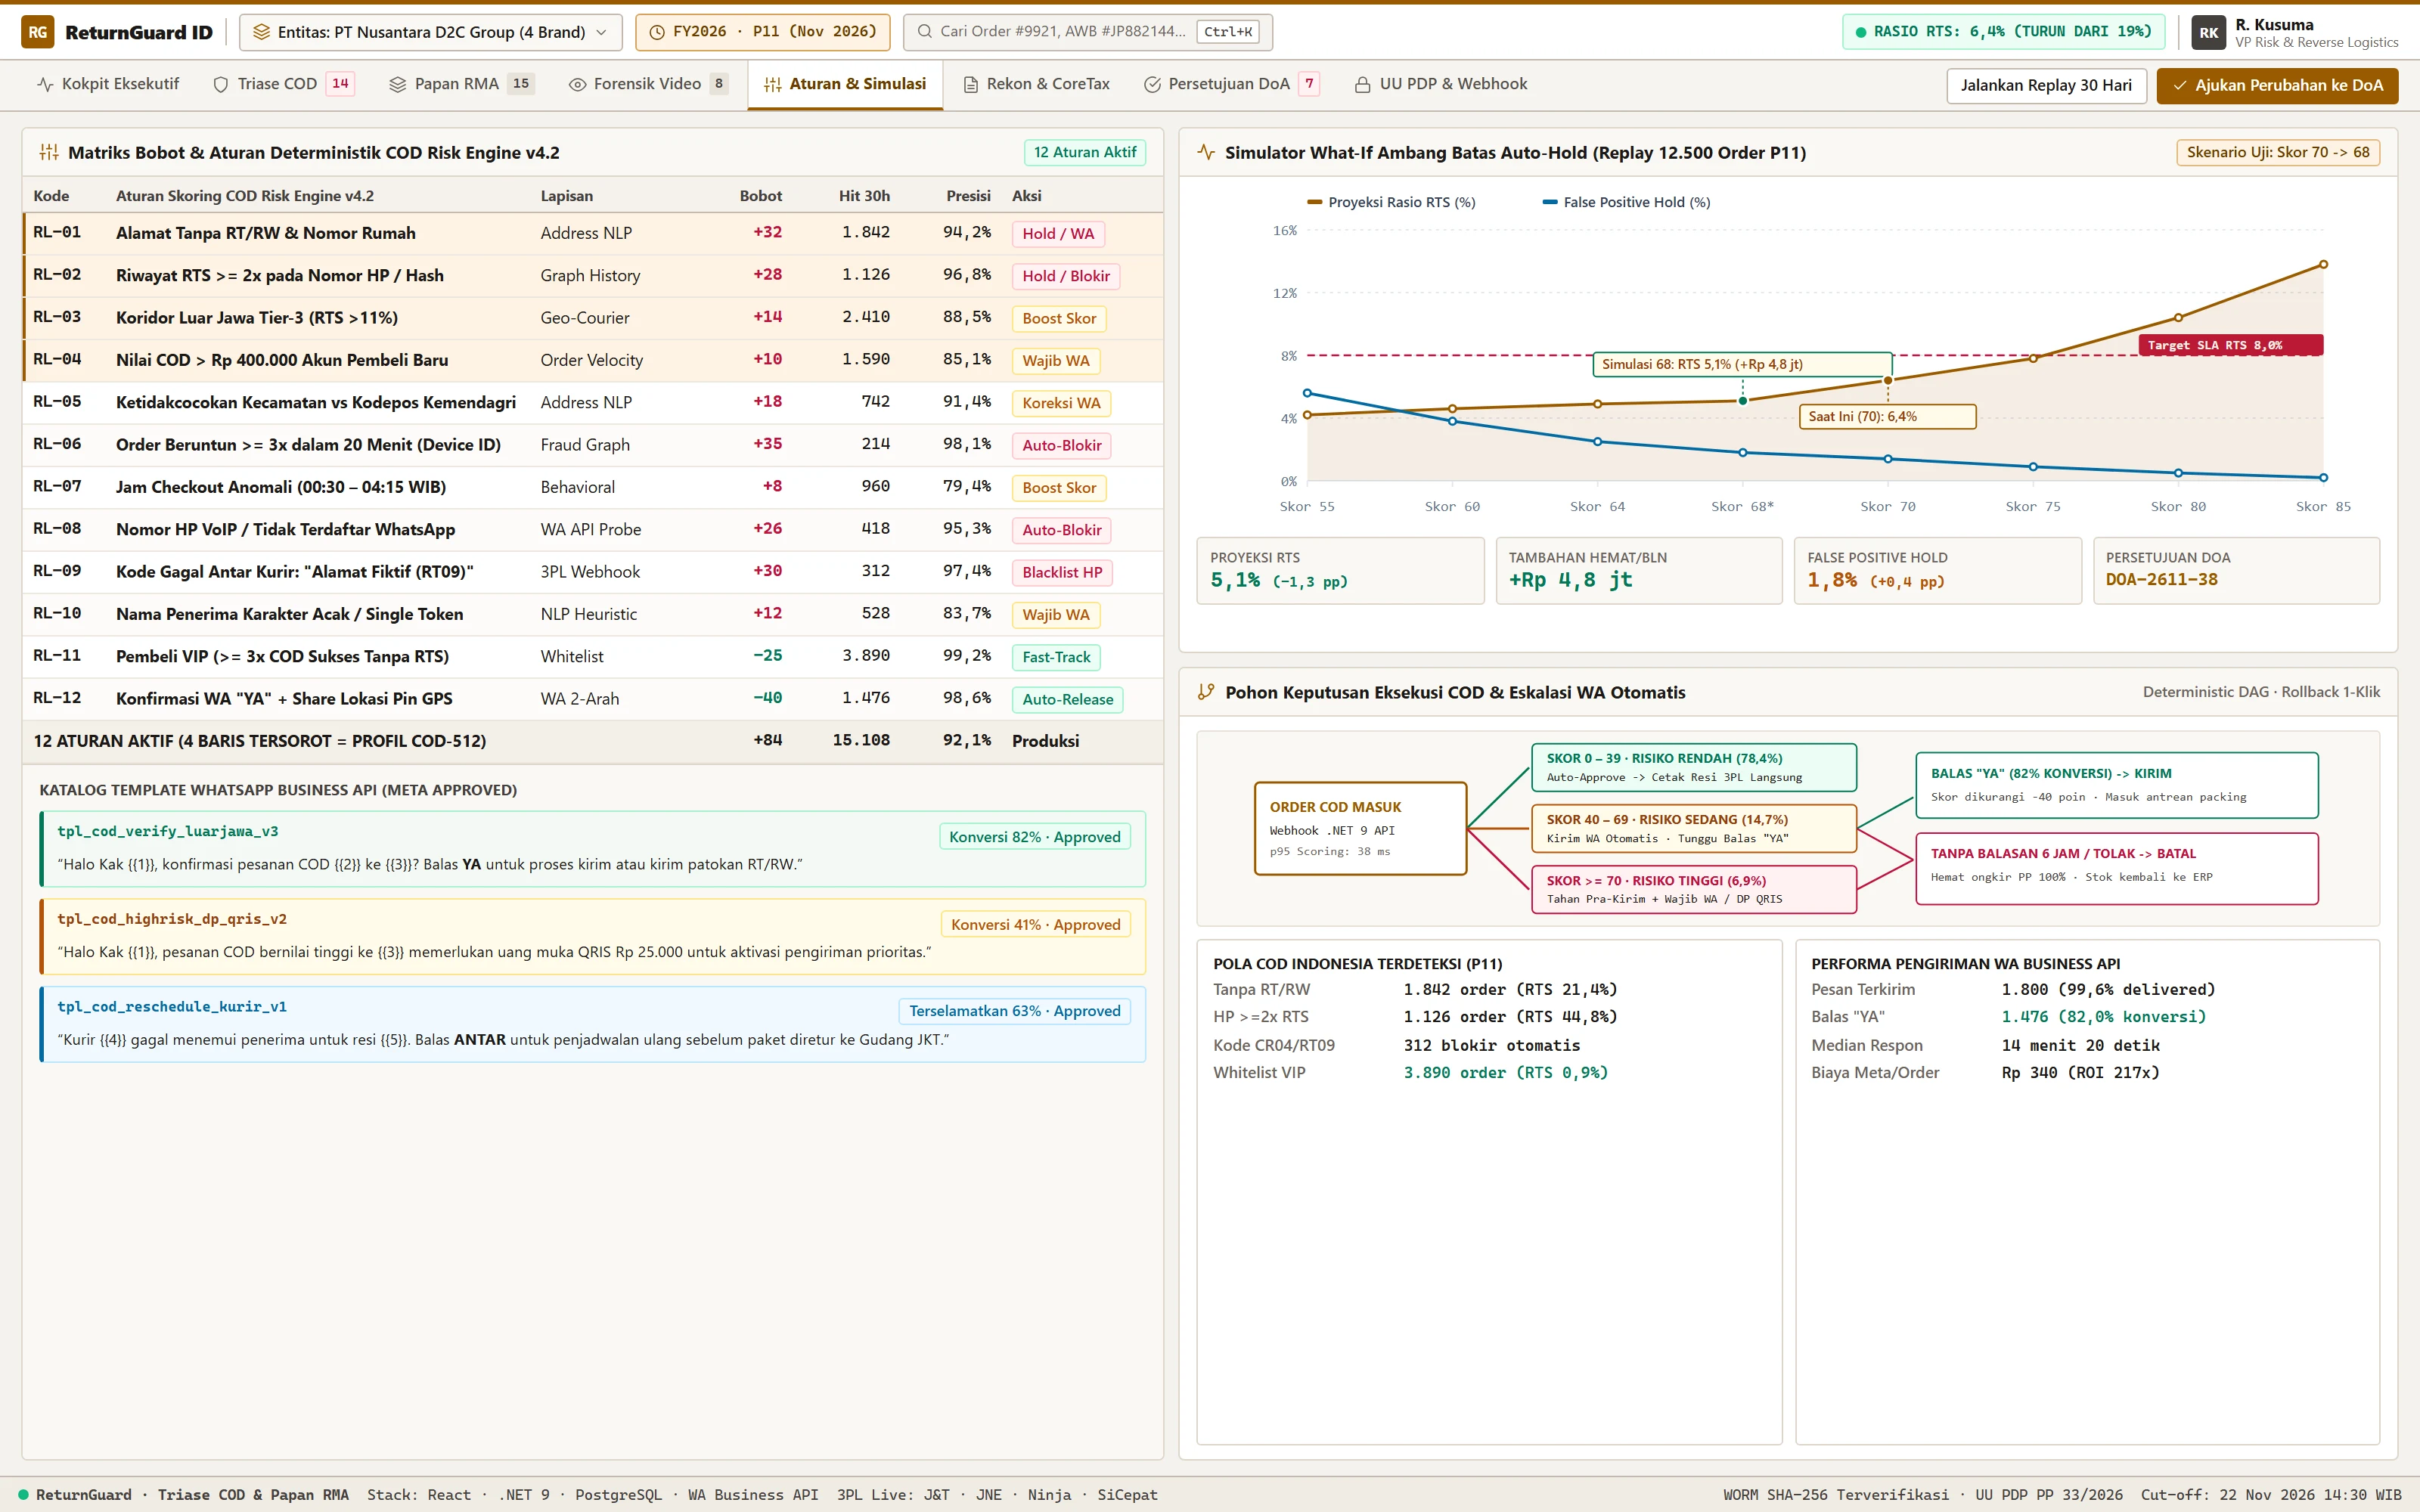 RG ReturnGuard ID
Entitas: PT Nusantara D2C Group (4 Brand)
FY2026 · P11 (Nov 2026)
Cari Order #9921, AWB #JP882144... Ctrl+K
RASIO RTS: 6,4% (TURUN DARI 19%)
RK
R. Kusuma
VP Risk & Reverse Logistics
Kokpit Eksekutif
Triase COD 14
Papan RMA 15
Forensik Video 8
Aturan & Simulasi
Rekon & CoreTax
Persetujuan DoA 7
UU PDP & Webhook
Jalankan Replay 30 Hari
Ajukan Perubahan ke DoA
Matriks Bobot & Aturan Deterministik COD Risk Engine v4.2
12 Aturan Aktif
Kode Aturan Skoring COD Risk Engine v4.2 Lapisan Bobot Hit 30h Presisi Aksi
RL-01 Alamat Tanpa RT/RW & Nomor Rumah Address NLP +32 1.842 94,2% Hold / WA
RL-02 Riwayat RTS >= 2x pada Nomor HP / Hash Graph History +28 1.126 96,8% Hold / Blokir
RL-03 Koridor Luar Jawa Tier-3 (RTS >11%) Geo-Courier +14 2.410 88,5% Boost Skor
RL-04 Nilai COD > Rp 400.000 Akun Pembeli Baru Order Velocity +10 1.590 85,1% Wajib WA
RL-05 Ketidakcocokan Kecamatan vs Kodepos Kemendagri Address NLP +18 742 91,4% Koreksi WA
RL-06 Order Beruntun >= 3x dalam 20 Menit (Device ID) Fraud Graph +35 214 98,1% Auto-Blokir
RL-07 Jam Checkout Anomali (00:30 – 04:15 WIB) Behavioral +8 960 79,4% Boost Skor
RL-08 Nomor HP VoIP / Tidak Terdaftar WhatsApp WA API Probe +26 418 95,3% Auto-Blokir
RL-09 Kode Gagal Antar Kurir: "Alamat Fiktif (RT09)" 3PL Webhook +30 312 97,4% Blacklist HP
RL-10 Nama Penerima Karakter Acak / Single Token NLP Heuristic +12 528 83,7% Wajib WA
RL-11 Pembeli VIP (>= 3x COD Sukses Tanpa RTS) Whitelist -25 3.890 99,2% Fast-Track
RL-12 Konfirmasi WA "YA" + Share Lokasi Pin GPS WA 2-Arah -40 1.476 98,6% Auto-Release
12 ATURAN AKTIF (4 BARIS TERSOROT = PROFIL COD-512) +84 15.108 92,1% Produksi
KATALOG TEMPLATE WHATSAPP BUSINESS API (META APPROVED)
tpl_cod_verify_luarjawa_v3
Konversi 82% · Approved
“Halo Kak {{1}}, konfirmasi pesanan COD {{2}} ke {{3}}? Balas YA untuk proses kirim atau kirim patokan RT/RW.”
tpl_cod_highrisk_dp_qris_v2
Konversi 41% · Approved
“Halo Kak {{1}}, pesanan COD bernilai tinggi ke {{3}} memerlukan uang muka QRIS Rp 25.000 untuk aktivasi pengiriman prioritas.”
tpl_cod_reschedule_kurir_v1
Terselamatkan 63% · Approved
“Kurir {{4}} gagal menemui penerima untuk resi {{5}}. Balas ANTAR untuk penjadwalan ulang sebelum paket diretur ke Gudang JKT.”
Simulator What-If Ambang Batas Auto-Hold (Replay 12.500 Order P11)
Skenario Uji: Skor 70 -> 68
Proyeksi Rasio RTS (%)
False Positive Hold (%)
16%
12%
8%
4%
0%
Target SLA RTS 8,0%
Simulasi 68: RTS 5,1% (+Rp 4,8 jt)
Saat Ini (70): 6,4%
Skor 55 Skor 60 Skor 64 Skor 68* Skor 70 Skor 75 Skor 80 Skor 85
PROYEKSI RTS
5,1% (-1,3 pp)
TAMBAHAN HEMAT/BLN
+Rp 4,8 jt
FALSE POSITIVE HOLD
1,8% (+0,4 pp)
PERSETUJUAN DOA
DOA-2611-38
Pohon Keputusan Eksekusi COD & Eskalasi WA Otomatis
Deterministic DAG · Rollback 1-Klik
ORDER COD MASUK
Webhook .NET 9 API
p95 Scoring: 38 ms
SKOR 0 – 39 · RISIKO RENDAH (78,4%)
Auto-Approve -> Cetak Resi 3PL Langsung
SKOR 40 – 69 · RISIKO SEDANG (14,7%)
Kirim WA Otomatis · Tunggu Balas "YA"
SKOR >= 70 · RISIKO TINGGI (6,9%)
Tahan Pra-Kirim + Wajib WA / DP QRIS
BALAS "YA" (82% KONVERSI) -> KIRIM
Skor dikurangi -40 poin · Masuk antrean packing
TANPA BALASAN 6 JAM / TOLAK -> BATAL
Hemat ongkir PP 100% · Stok kembali ke ERP
POLA COD INDONESIA TERDETEKSI (P11)
Tanpa RT/RW 1.842 order (RTS 21,4%)
HP >=2x RTS 1.126 order (RTS 44,8%)
Kode CR04/RT09 312 blokir otomatis
Whitelist VIP 3.890 order (RTS 0,9%)
PERFORMA PENGIRIMAN WA BUSINESS API
Pesan Terkirim 1.800 (99,6% delivered)
Balas "YA" 1.476 (82,0% konversi)
Median Respon 14 menit 20 detik
Biaya Meta/Order Rp 340 (ROI 217x)
ReturnGuard · Triase COD & Papan RMA Stack: React · .NET 9 · PostgreSQL · WA Business API 3PL Live: J&T · JNE · Ninja · SiCepat
WORM SHA-256 Terverifikasi · UU PDP PP 33/2026 Cut-off: 22 Nov 2026 14:30 WIB